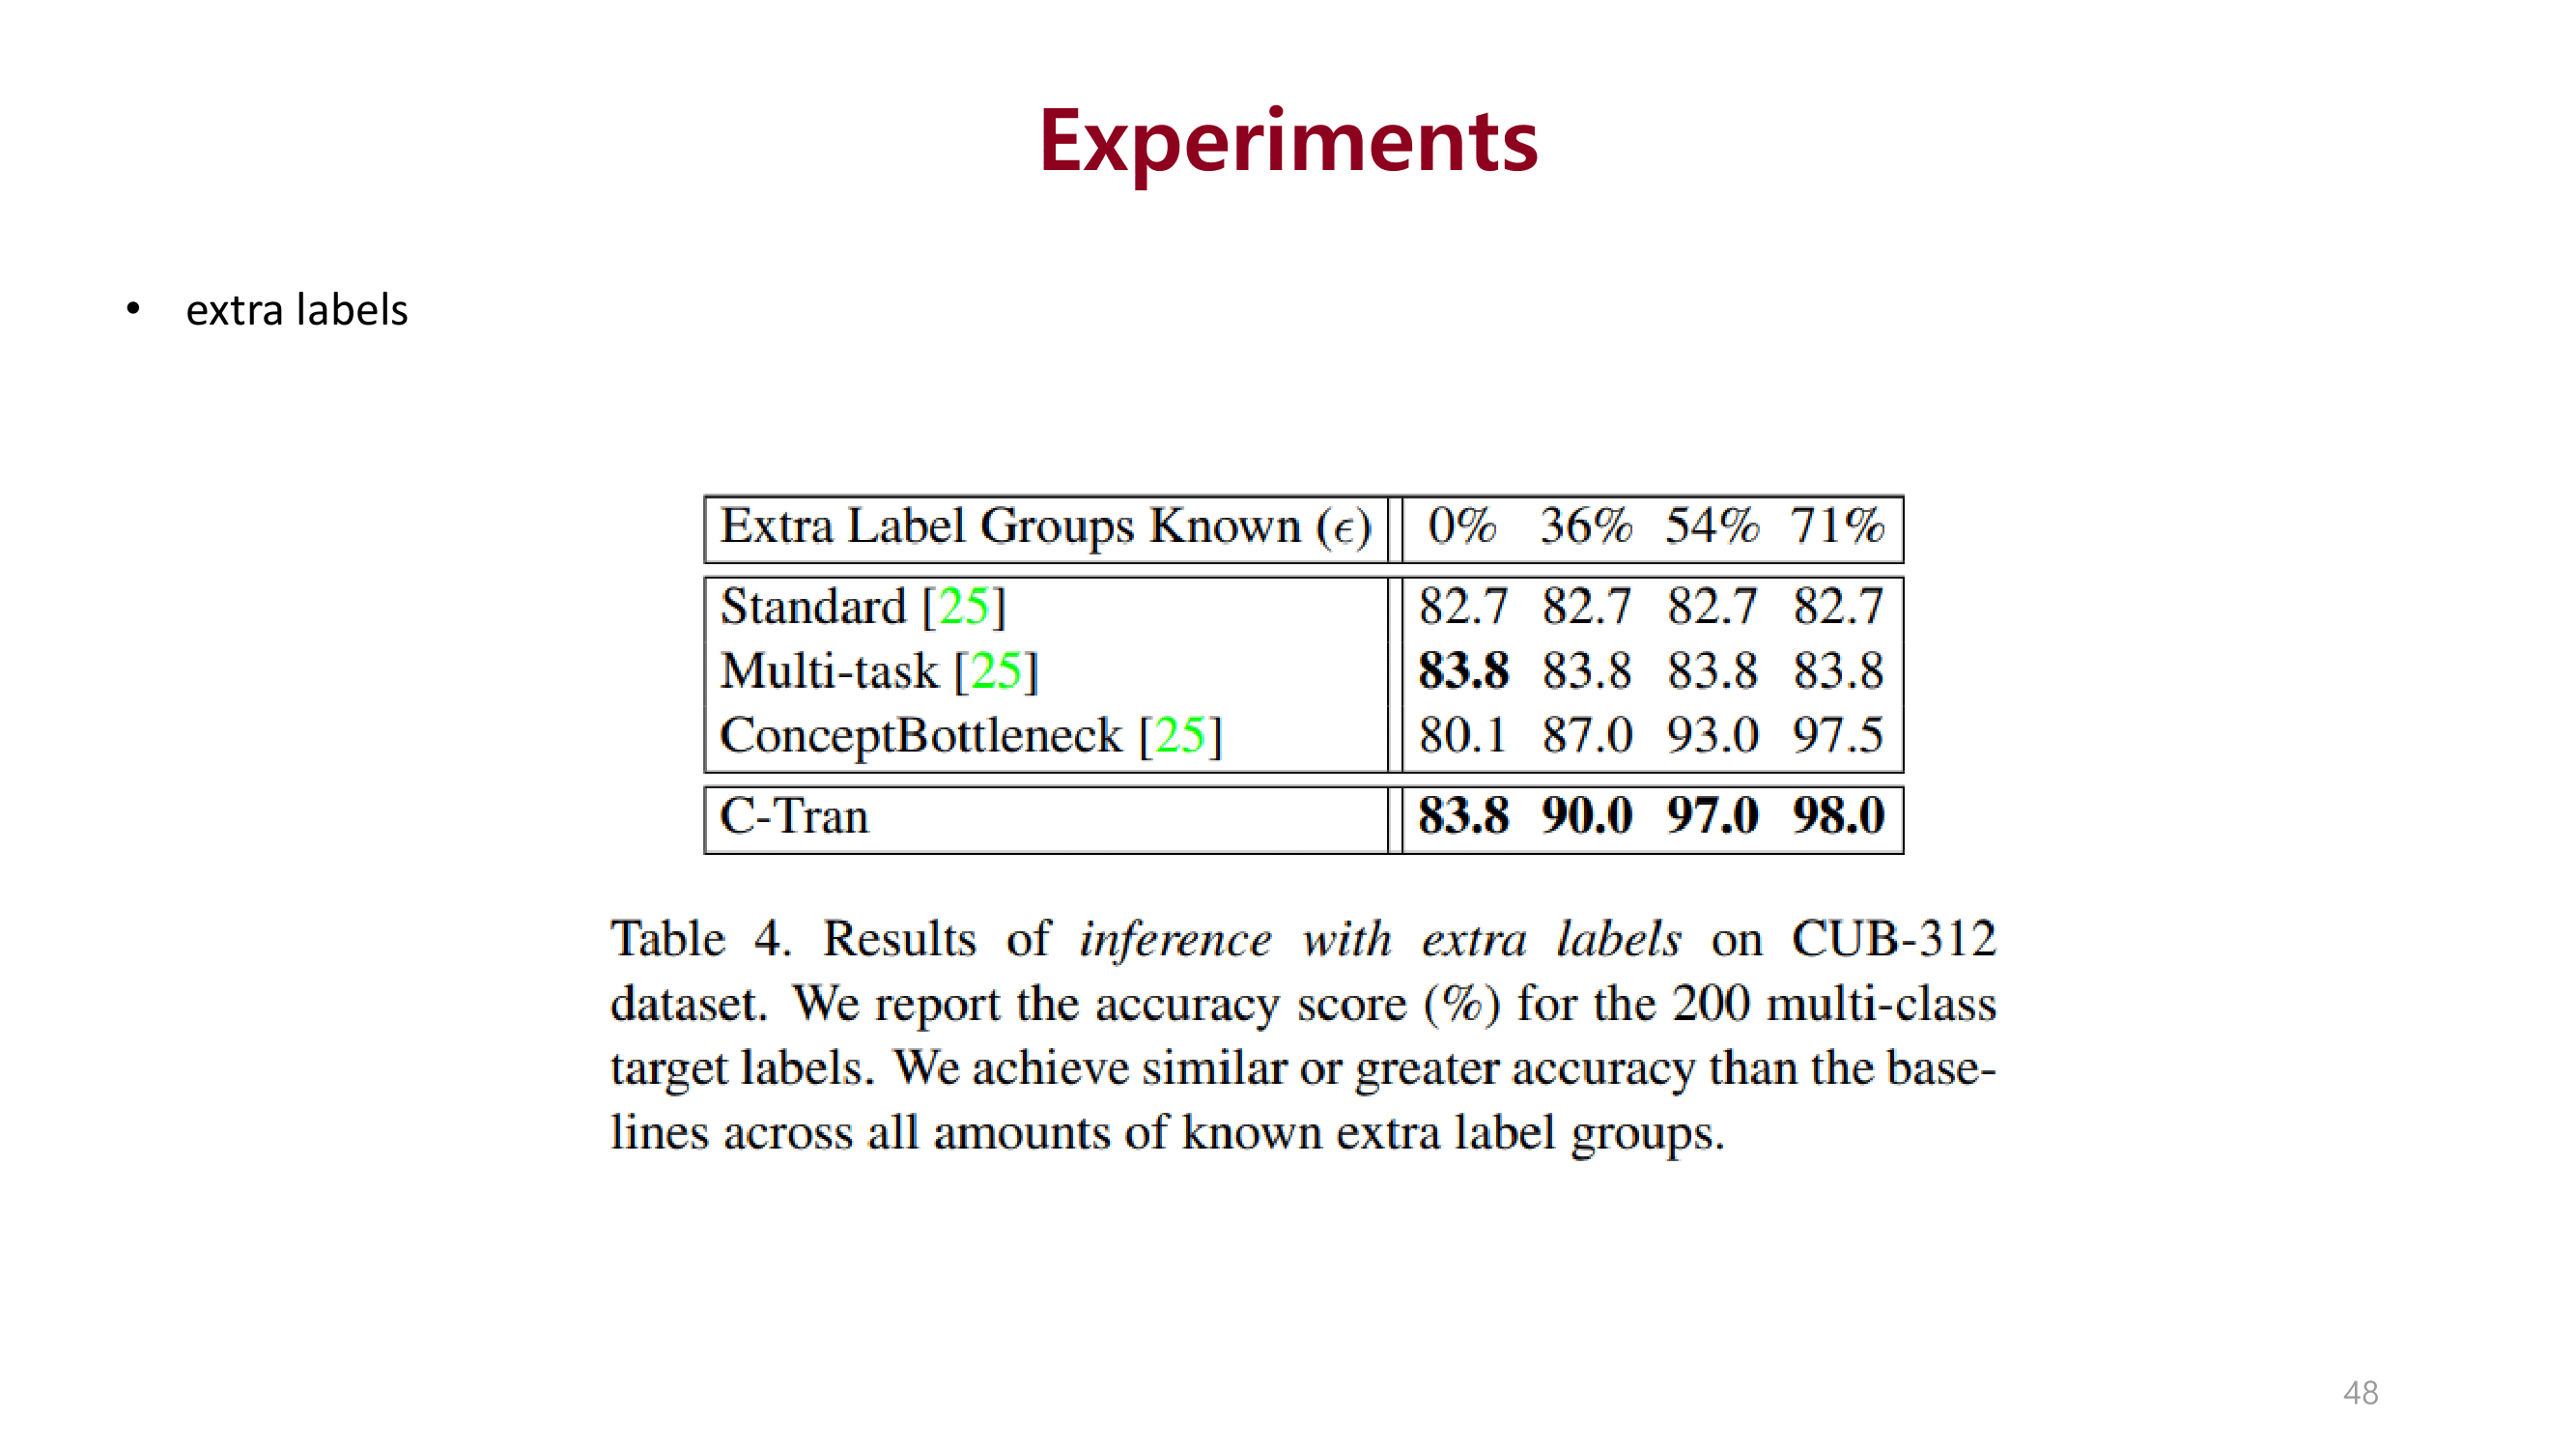 Experiments
• extra labels
Extra Label Groups Known (ϵ) 0% 36% 54% 71%
Standard [25] 82.7 82.7 82.7 82.7
Multi-task [25] 83.8 83.8 83.8 83.8
ConceptBottleneck [25] 80.1 87.0 93.0 97.5
C-Tran 83.8 90.0 97.0 98.0
Table 4. Results of inference with extra labels on CUB-312
dataset. We report the accuracy score (%) for the 200 multi-class
target labels. We achieve similar or greater accuracy than the base-
lines across all amounts of known extra label groups.
48